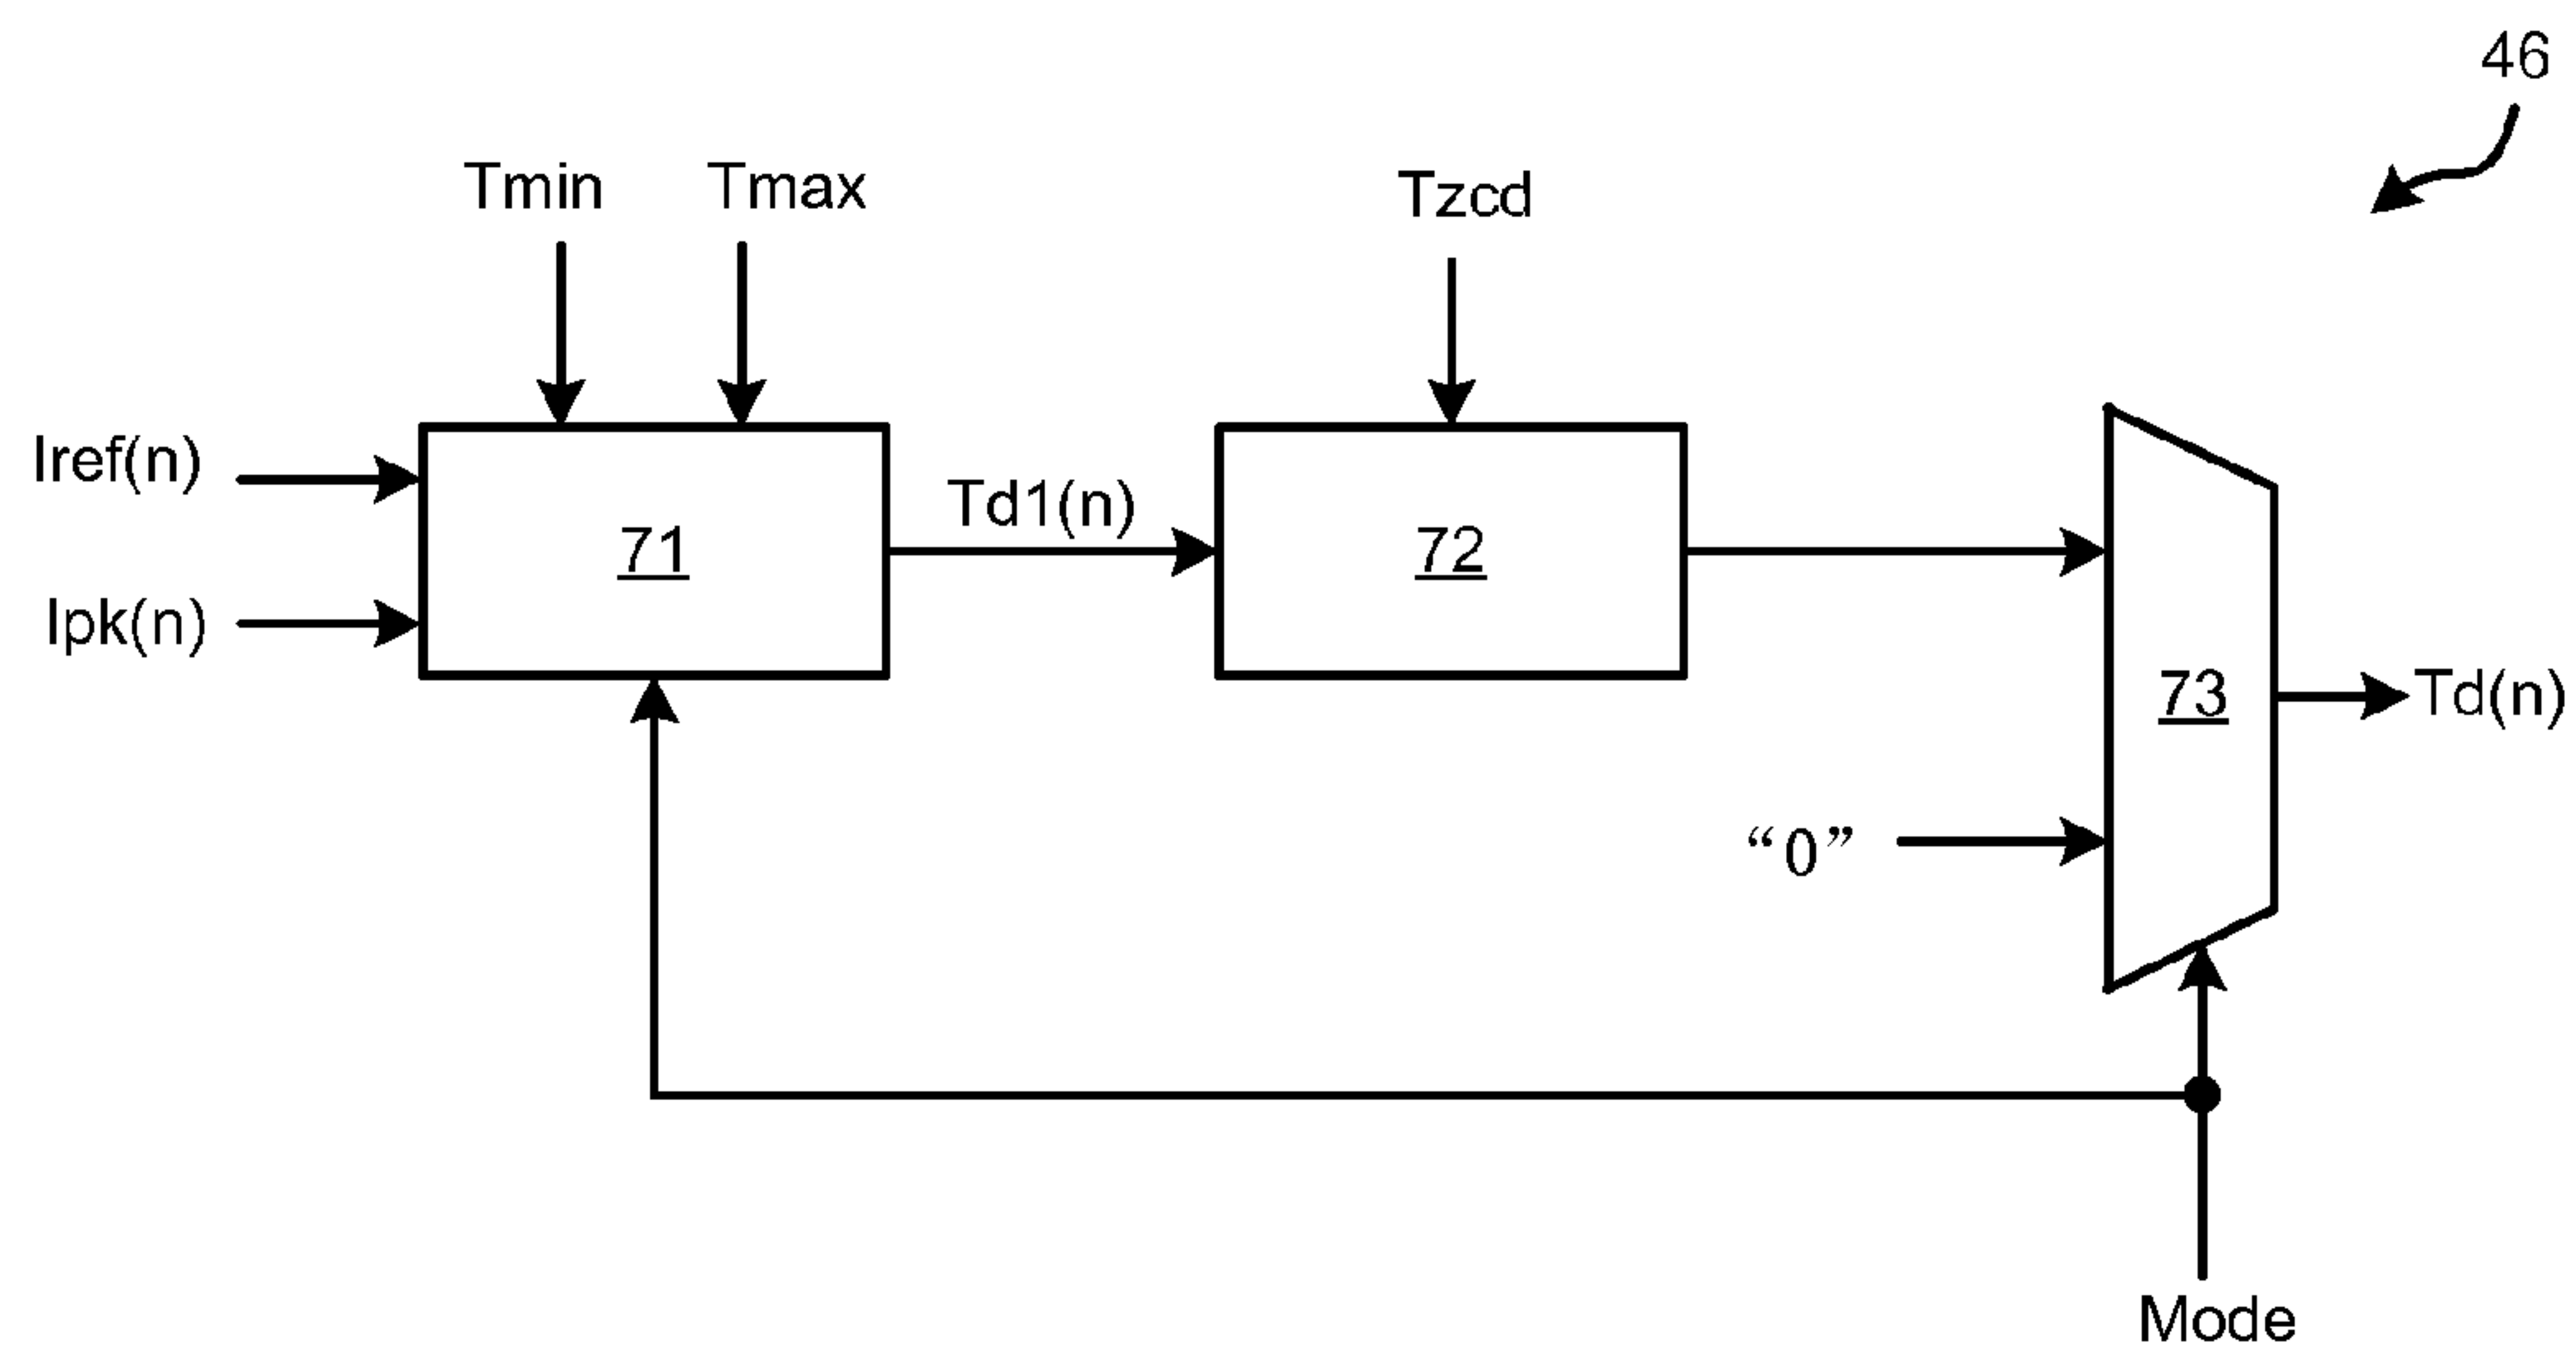 46
Tmin
Tmax
Tzcd
Iref(n)
Ipk(n)
71
Td1(n)
72
73
Td(n)
“0”
Mode